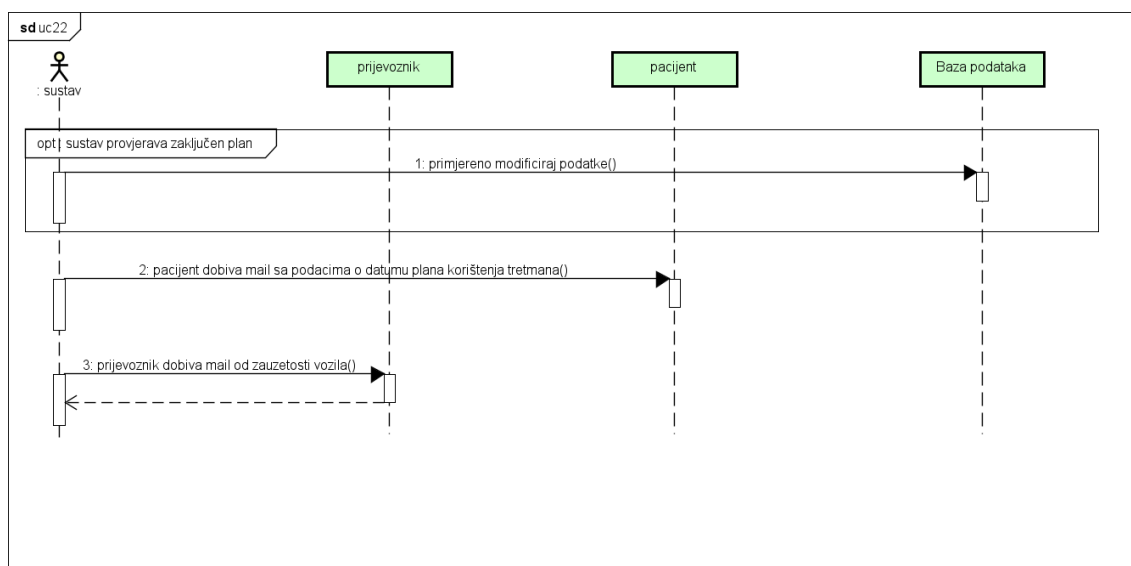 sd uc22
: sustav
prijevoznik
pacijent
Baza podataka
opt : sustav provjerava zaključen plan
1: primjereno modificiraj podatke()
2: pacijent dobiva mail sa podacima o datumu plana korištenja tretmana()
3: prijevoznik dobiva mail od zauzetosti vozila()